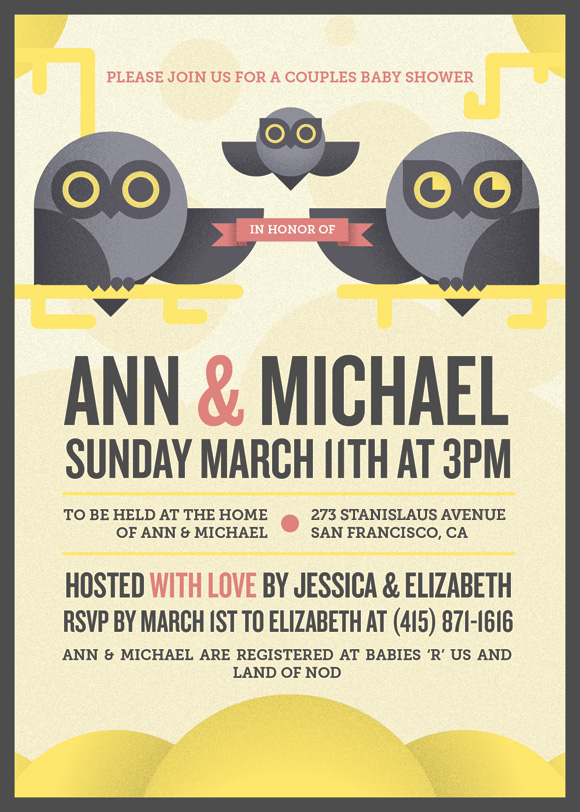 PLEASE JOIN US FOR A COUPLES BABY SHOWER
IN HONOR OF
ANN & MICHAEL
SUNDAY MARCH 11TH AT 3PM
TO BE HELD AT THE HOME
OF ANN & MICHAEL
273 STANISLAUS AVENUE
SAN FRANCISCO, CA
HOSTED WITH LOVE BY JESSICA & ELIZABETH
RSVP BY MARCH 1ST TO ELIZABETH AT (415) 871-1616
ANN & MICHAEL ARE REGISTERED AT BABIES 'R' US AND
LAND OF NOD